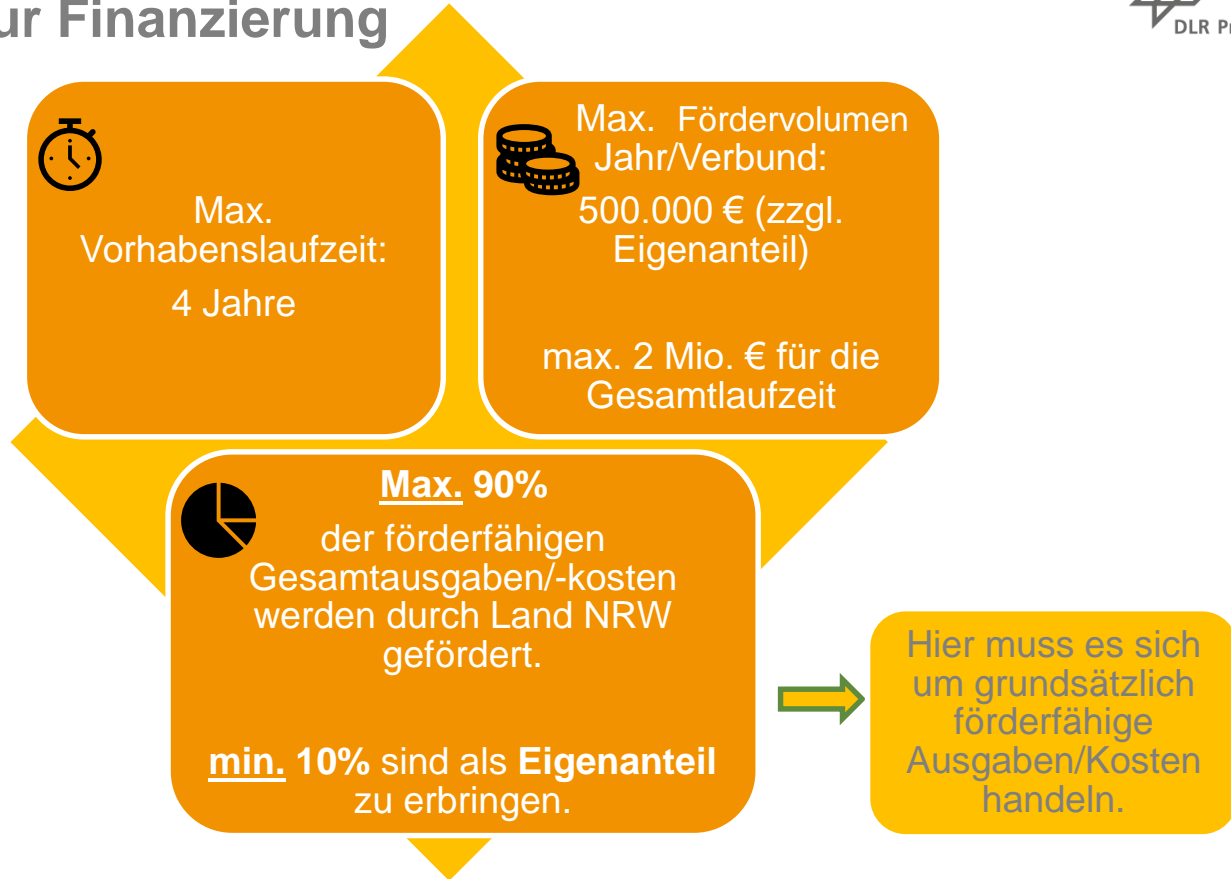 ur Finanzierung
DLR Pr
Max.
Vorhabenslaufzeit:
4 Jahre
Max. Fördervolumen
Jahr/Verbund:
500.000 € (zzgl.
Eigenanteil)
max. 2 Mio. € für die
Gesamtlaufzeit
Max. 90%
der förderfähigen
Gesamtausgaben/-kosten
werden durch Land NRW
gefördert.
min. 10% sind als Eigenanteil
zu erbringen.
Hier muss es sich
um grundsätzlich
förderfähige
Ausgaben/Kosten
handeln.